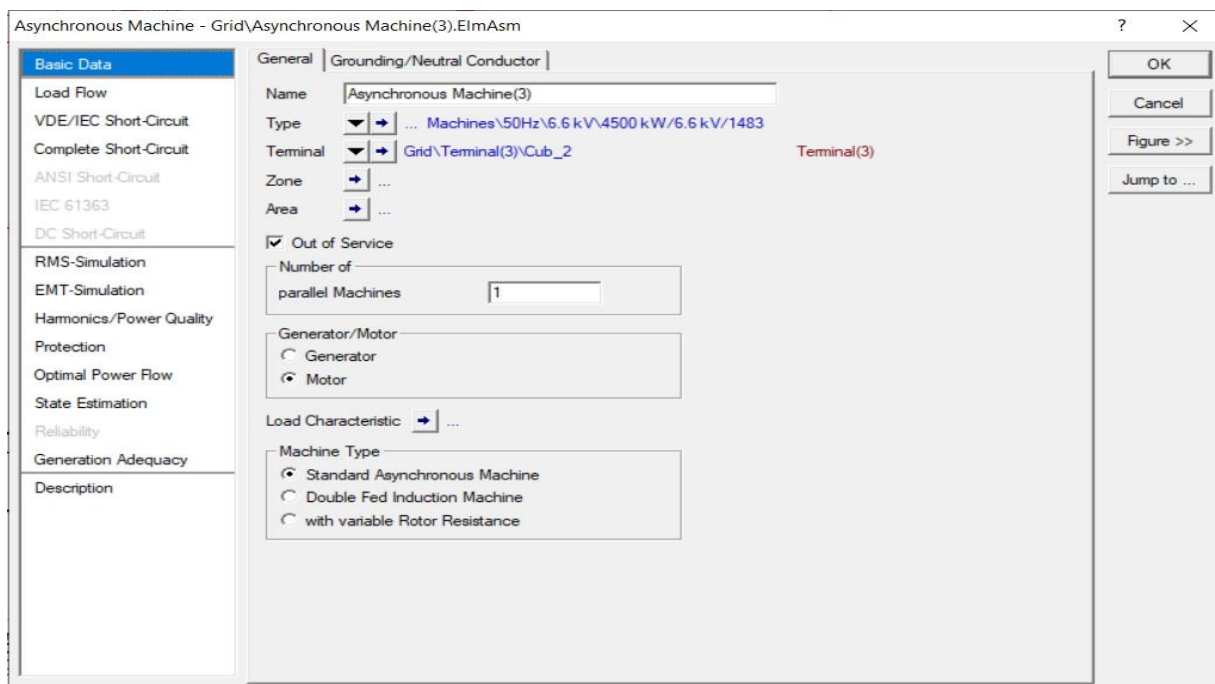 Asynchronous Machine - Grid\Asynchronous Machine(3).ElmAsm ?
Basic Data
Load Flow
VDE/IEC Short-Circuit
Complete Short-Circuit
ANSI Short-Circuit
IEC 61363
DC Short-Circuit
RMS-Simulation
EMT-Simulation
Harmonics/Power Quality
Protection
Optimal Power Flow
State Estimation
Reliability
Generation Adequacy
Description
General Grounding/Neutral Conductor
Name Asynchronous Machine(3)
Type ... Machines\50Hz\6.6 kV\4500 kW/6.6 kV/1483
Terminal Grid\Terminal(3)\Cub_2 Terminal(3)
Zone ...
Area ...
Out of Service
Number of
parallel Machines 1
Generator/Motor
Generator
Motor
Load Characteristic ...
Machine Type
Standard Asynchronous Machine
Double Fed Induction Machine
with variable Rotor Resistance
OK
Cancel
Figure >>
Jump to ...